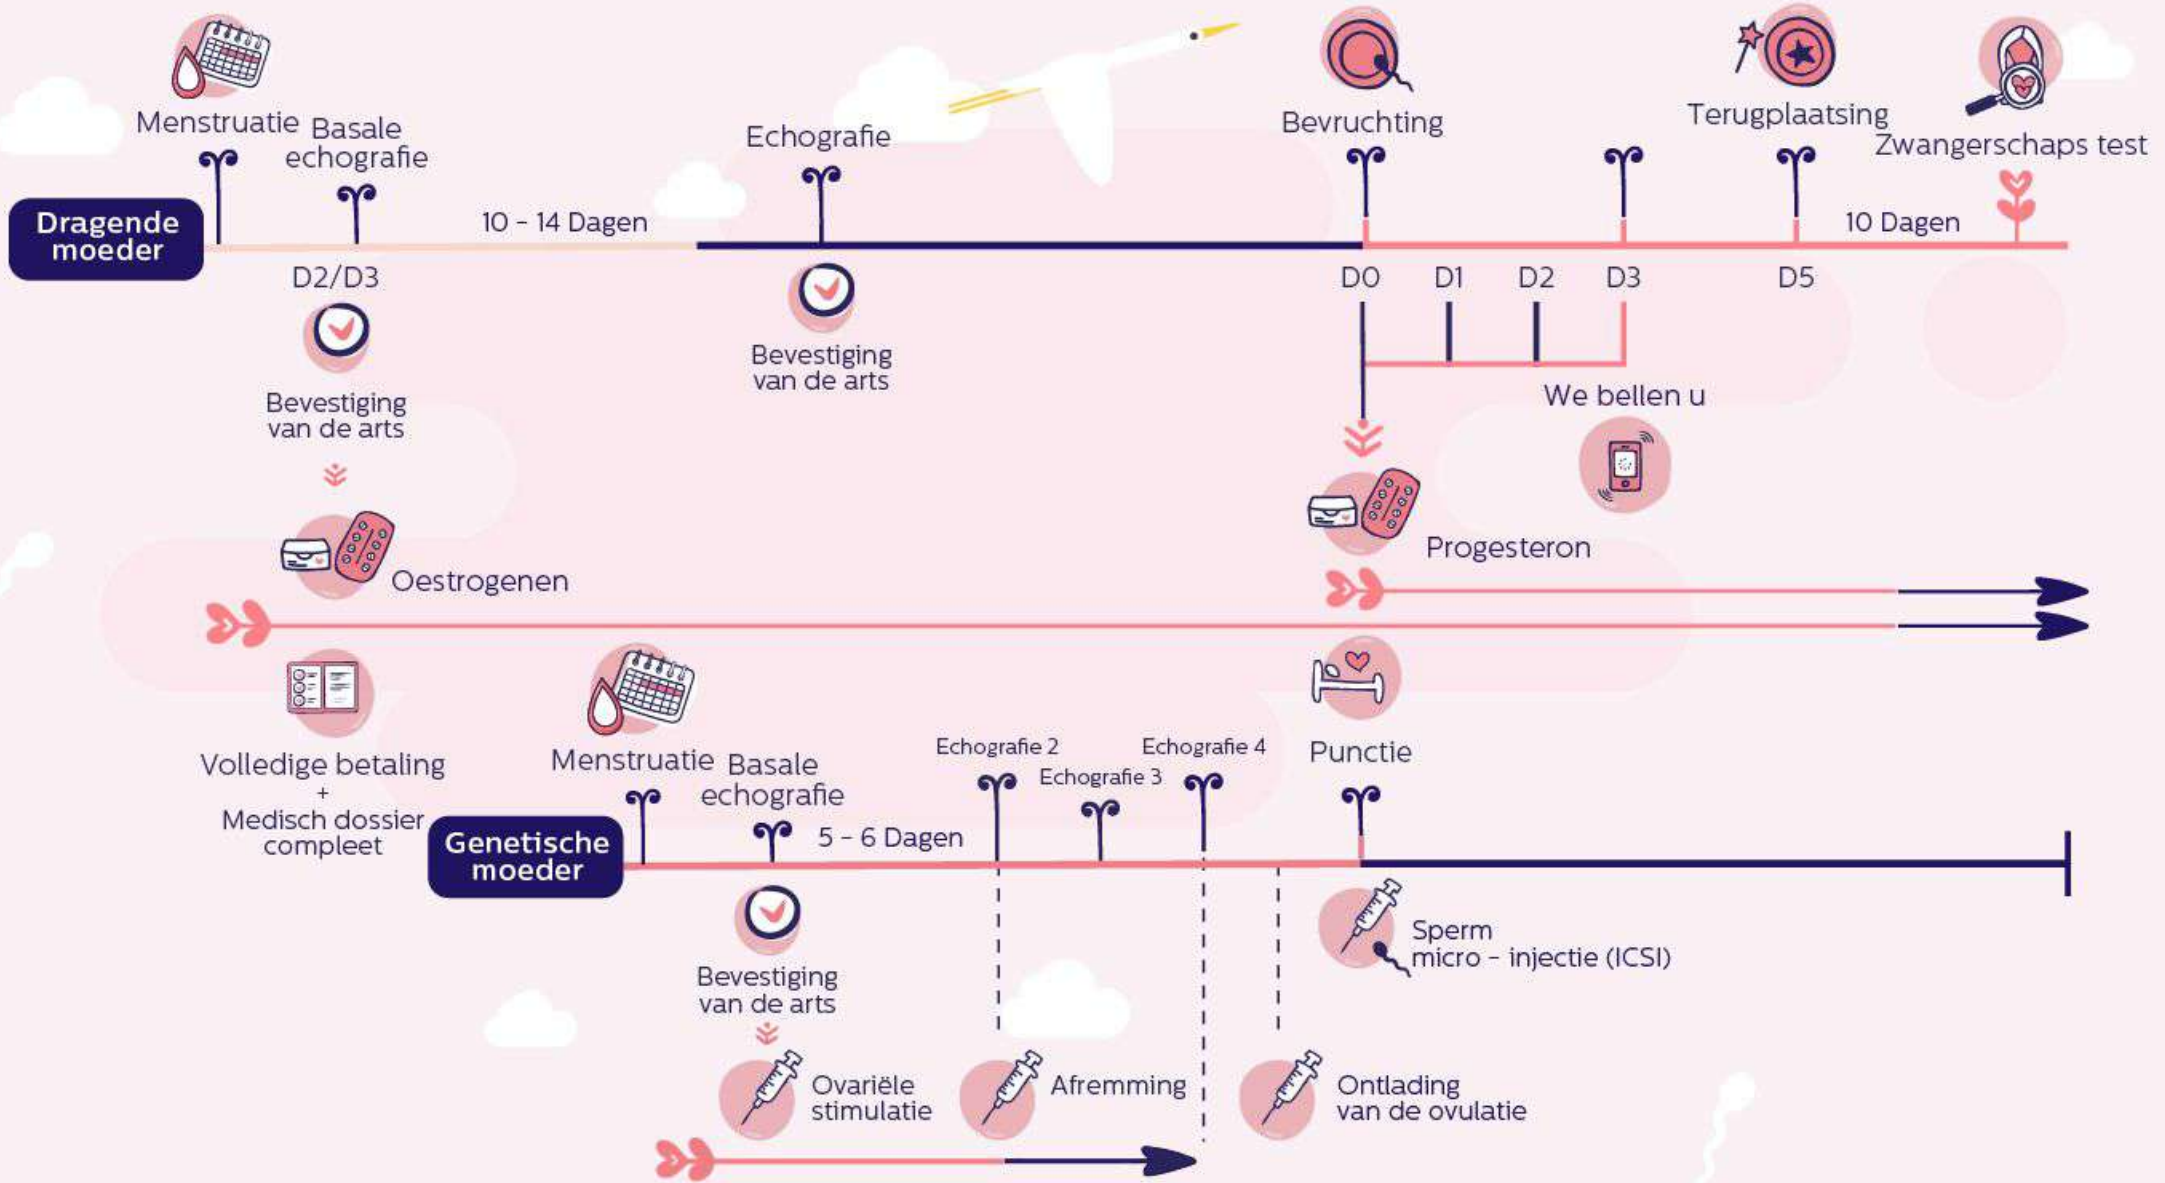 Menstruatie
Basale
echografie
Echografie
Bevruchting
Terugplaatsing
Zwangerschaps test
Dragende
moeder
10 - 14 Dagen
10 Dagen
D2/D3
D0
D1
D2
D3
D5
Bevestiging
van de arts
Bevestiging
van de arts
We bellen u
Oestrogenen
Progesteron
Volledige betaling
+
Medisch dossier
compleet
Menstruatie
Basale
echografie
Echografie 2
Echografie 3
Echografie 4
Punctie
Genetische
moeder
5 - 6 Dagen
Bevestiging
van de arts
Sperm
micro - injectie (ICSI)
Ovariële
stimulatie
Afremming
Ontlading
van de ovulatie